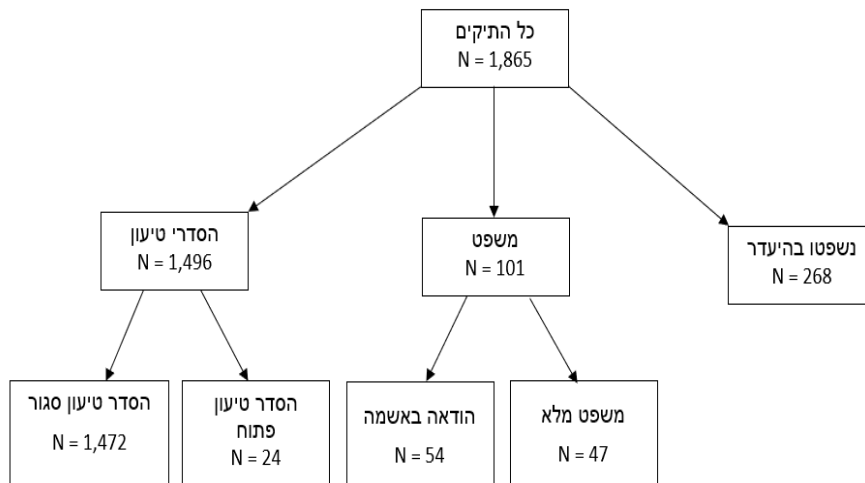 כל התיקים
N = 1,865
הסדרי טיעון
N = 1,496
משפט
N = 101
נשפטו בהיעדר
N = 268
הסדר טיעון סגור
N = 1,472
הסדר טיעון
פתוח
N = 24
הודאה באשמה
N = 54
משפט מלא
N = 47